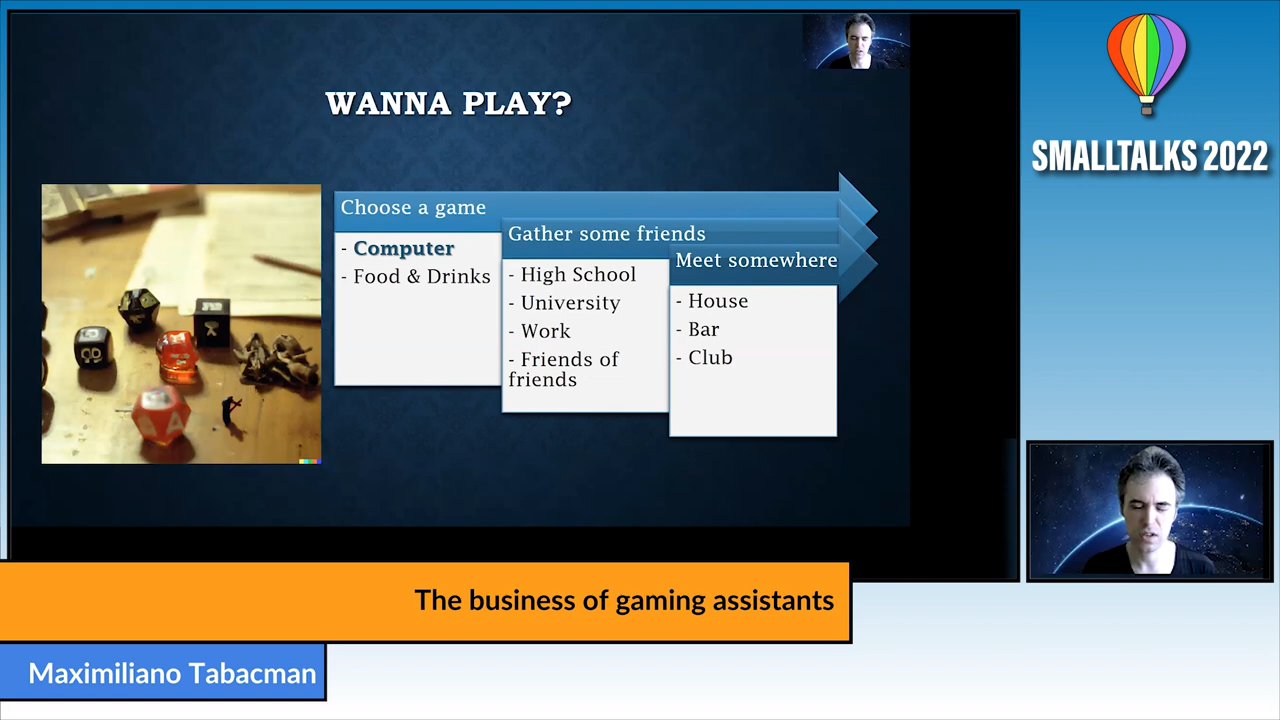 WANNA PLAY?
Choose a game
- Computer
- Food & Drinks
Gather some friends
- High School
- University
- Work
- Friends of
friends
Meet somewhere
- House
- Bar
- Club
SMALLTALKS 2022
The business of gaming assistants
Maximiliano Tabacman